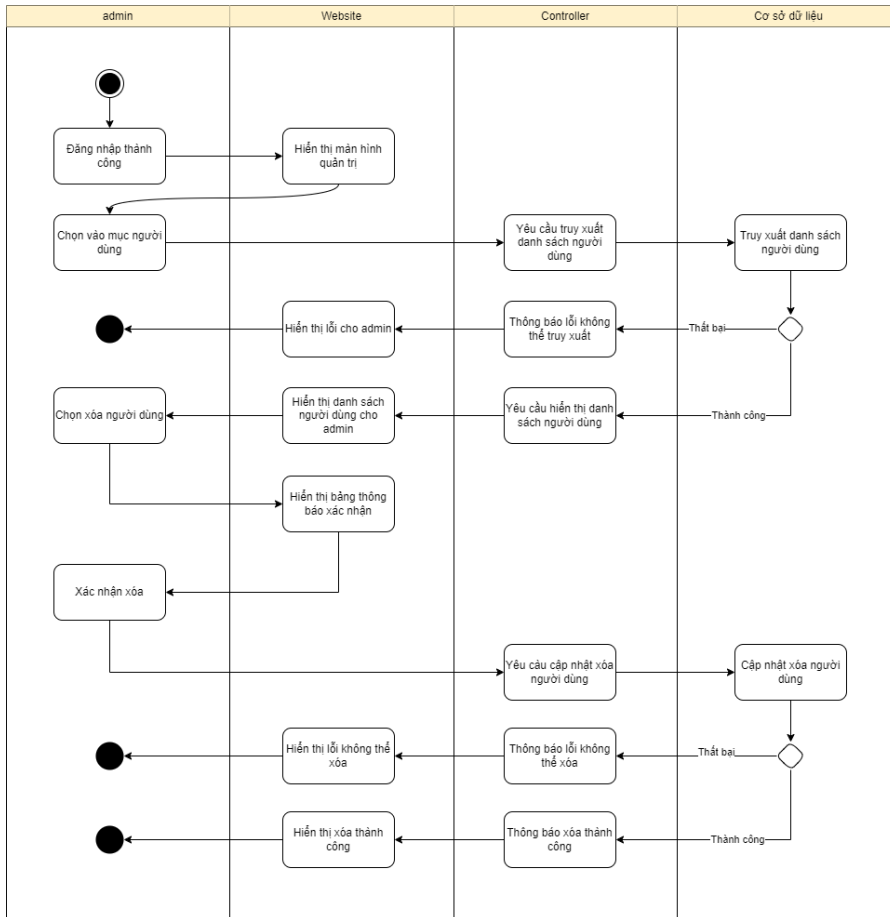 admin
Website
Controller
Cơ sở dữ liệu
Đăng nhập thành
công
Hiển thị màn hình
quản trị
Chọn vào mục người
dùng
Yêu cầu truy xuất
danh sách người
dùng
Truy xuất danh sách
người dùng
Hiển thị lỗi cho admin
Thông báo lỗi không
thể truy xuất
Thất bại
Chọn xóa người dùng
Hiển thị danh sách
người dùng cho
admin
Yêu cầu hiển thị danh
sách người dùng
Thành công
Hiển thị bảng thông
báo xác nhận
Xác nhận xóa
Yêu cáu cập nhật xóa
người dùng
Cập nhật xóa người
dùng
Hiển thị lỗi không thể
xóa
Thông báo lỗi không
thể xóa
Thất bại
Hiển thị xóa thành
công
Thông báo xóa thành
công
Thành công